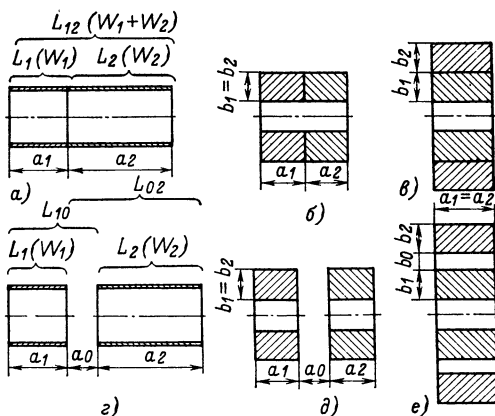 L12 (W1+W2)
L1(W1) L2(W2)
a1 a2
а)
b1 = b2
a1 a2
б)
b2
b1
в)
a1=a2
L02
L10
L1(W1) L2(W2)
a1 a0 a2
г)
b1=b2
a1 a0 a2
д)
b2
b0
b1
е)